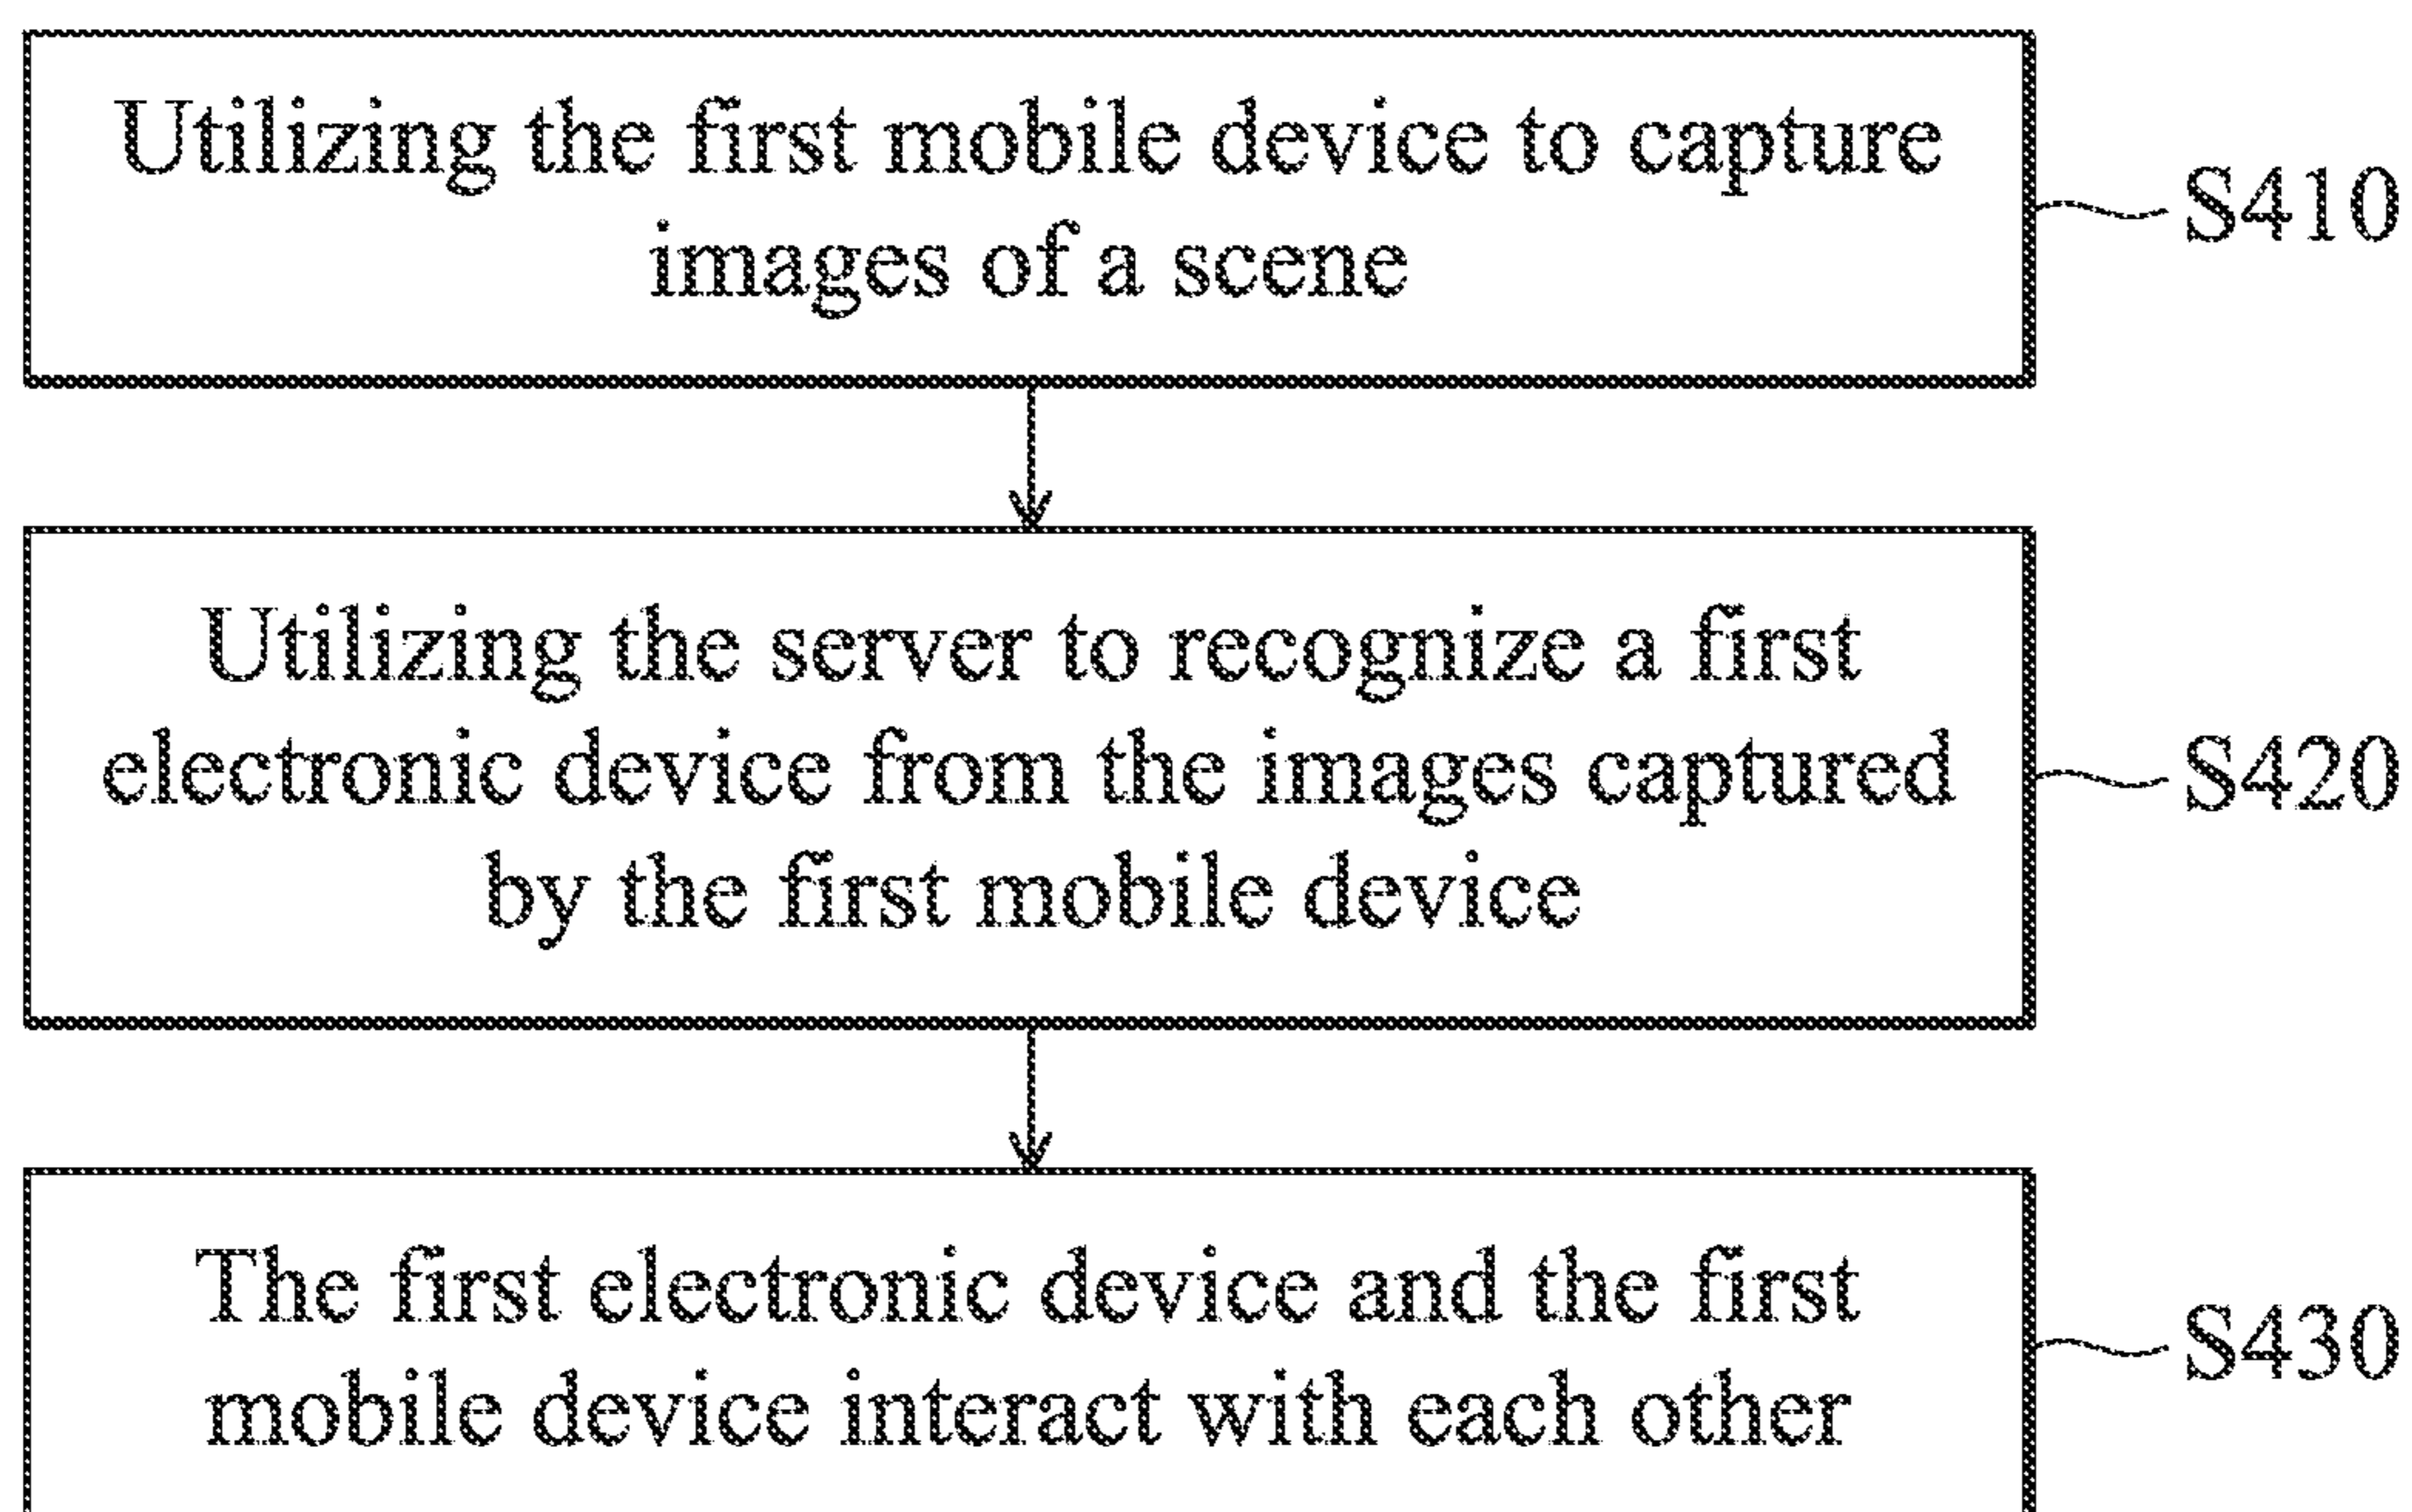 Utilizing the first mobile device to capture
images of a scene
S410
Utilizing the server to recognize a first
electronic device from the images captured
by the first mobile device
S420
The first electronic device and the first
mobile device interact with each other
S430